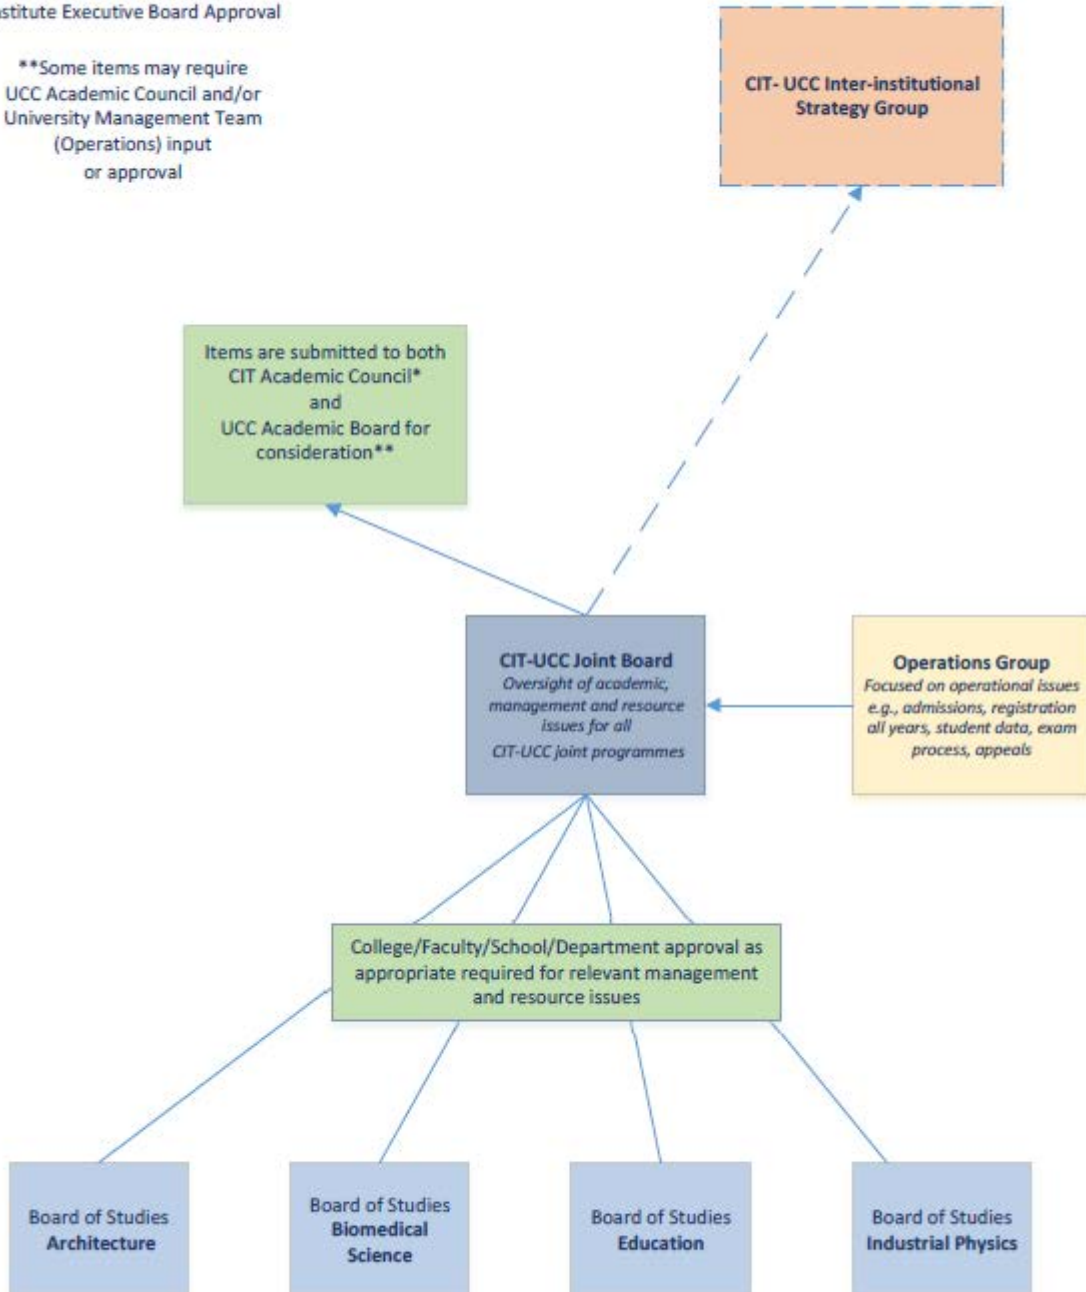 Executive Board Approval
**Some items may require
UCC Academic Council and/or
University Management Team
(Operations) input
or approval
CIT- UCC Inter-institutional
Strategy Group
Items are submitted to both
CIT Academic Council*
and
UCC Academic Board for
consideration**
CIT-UCC Joint Board
Oversight of academic,
management and resource
issues for all
CIT-UCC joint programmes
Operations Group
Focused on operational issues
e.g., admissions, registration
all years, student data, exam
process, appeals
College/Faculty/School/Department approval as
appropriate required for relevant management
and resource issues
Board of Studies
Architecture
Board of Studies
Biomedical
Science
Board of Studies
Education
Board of Studies
Industrial Physics